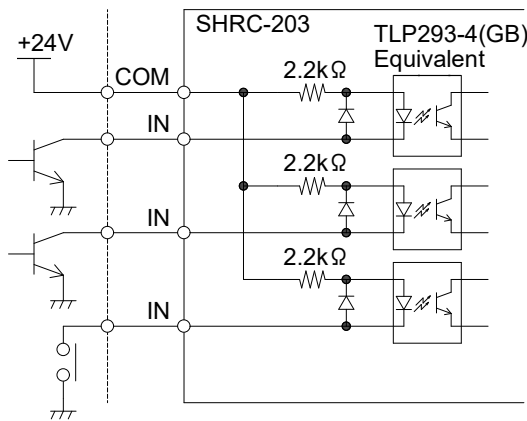 SHRC-203
TLP293-4(GB)
Equivalent
+24V
COM
2.2kΩ
IN
2.2kΩ
IN
2.2kΩ
IN